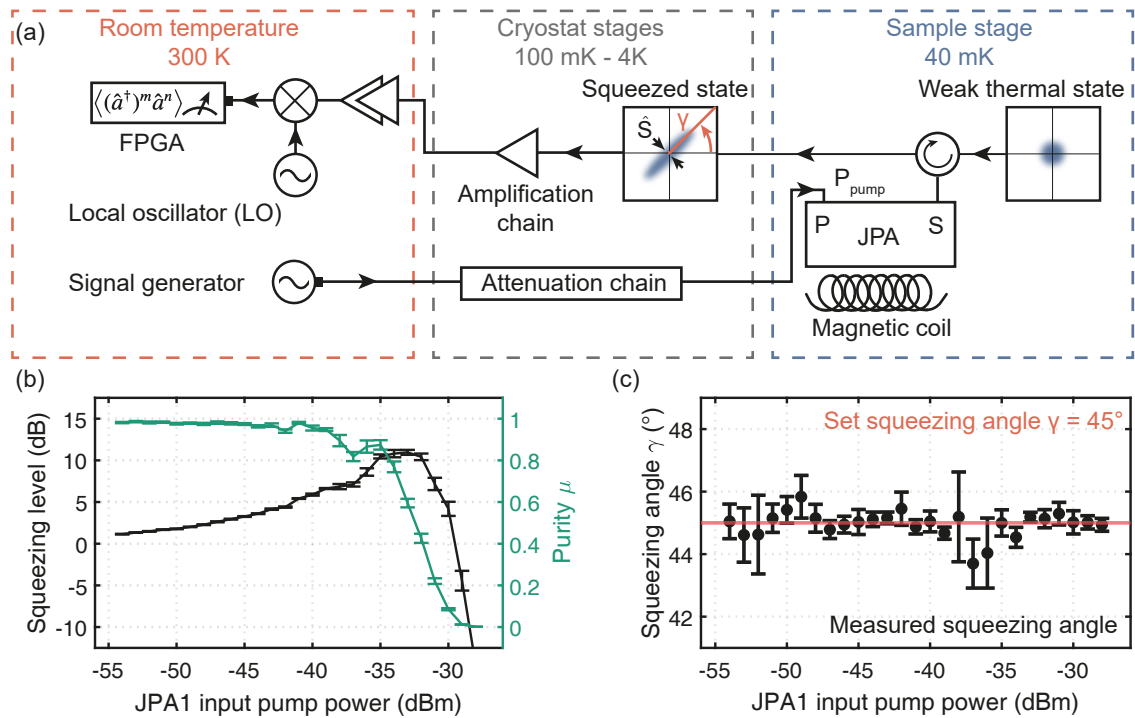 (a)
Room temperature
300 K
Cryostat stages
100 mK - 4K
Sample stage
40 mK
Squeezed state
Weak thermal state
⟨(â†)ᵐâⁿ⟩
FPGA
Ŝ
γ
Local oscillator (LO)
Amplification
chain
P_pump
P
S
JPA
Signal generator
Attenuation chain
Magnetic coil
(b)
Squeezing level (dB)
15
10
5
0
-5
-10
Purity μ
1
0.8
0.6
0.4
0.2
0
-55
-50
-45
-40
-35
-30
JPA1 input pump power (dBm)
(c)
Squeezing angle γ (°)
48
46
44
42
Set squeezing angle γ = 45°
Measured squeezing angle
-55
-50
-45
-40
-35
-30
JPA1 input pump power (dBm)